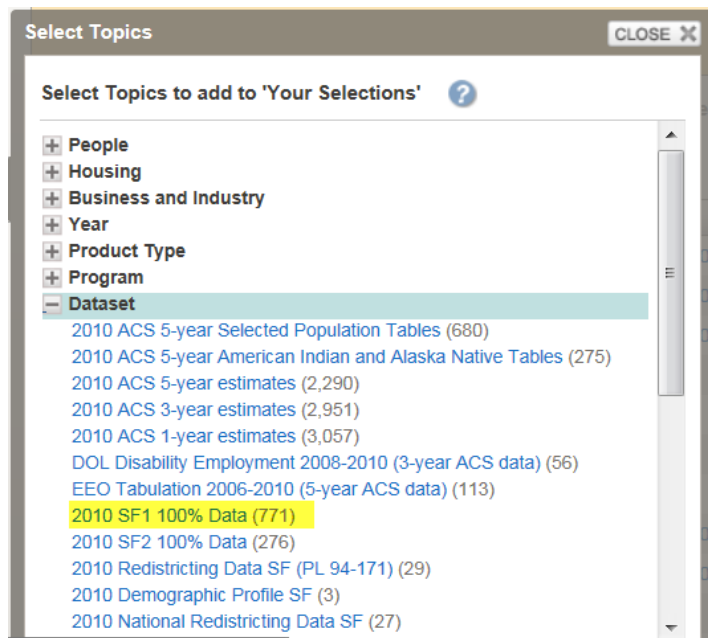 Select Topics
CLOSE X
Select Topics to add to 'Your Selections' ?
People
Housing
Business and Industry
Year
Product Type
Program
Dataset
2010 ACS 5-year Selected Population Tables (680)
2010 ACS 5-year American Indian and Alaska Native Tables (275)
2010 ACS 5-year estimates (2,290)
2010 ACS 3-year estimates (2,951)
2010 ACS 1-year estimates (3,057)
DOL Disability Employment 2008-2010 (3-year ACS data) (56)
EEO Tabulation 2006-2010 (5-year ACS data) (113)
2010 SF1 100% Data (771)
2010 SF2 100% Data (276)
2010 Redistricting Data SF (PL 94-171) (29)
2010 Demographic Profile SF (3)
2010 National Redistricting Data SF (27)